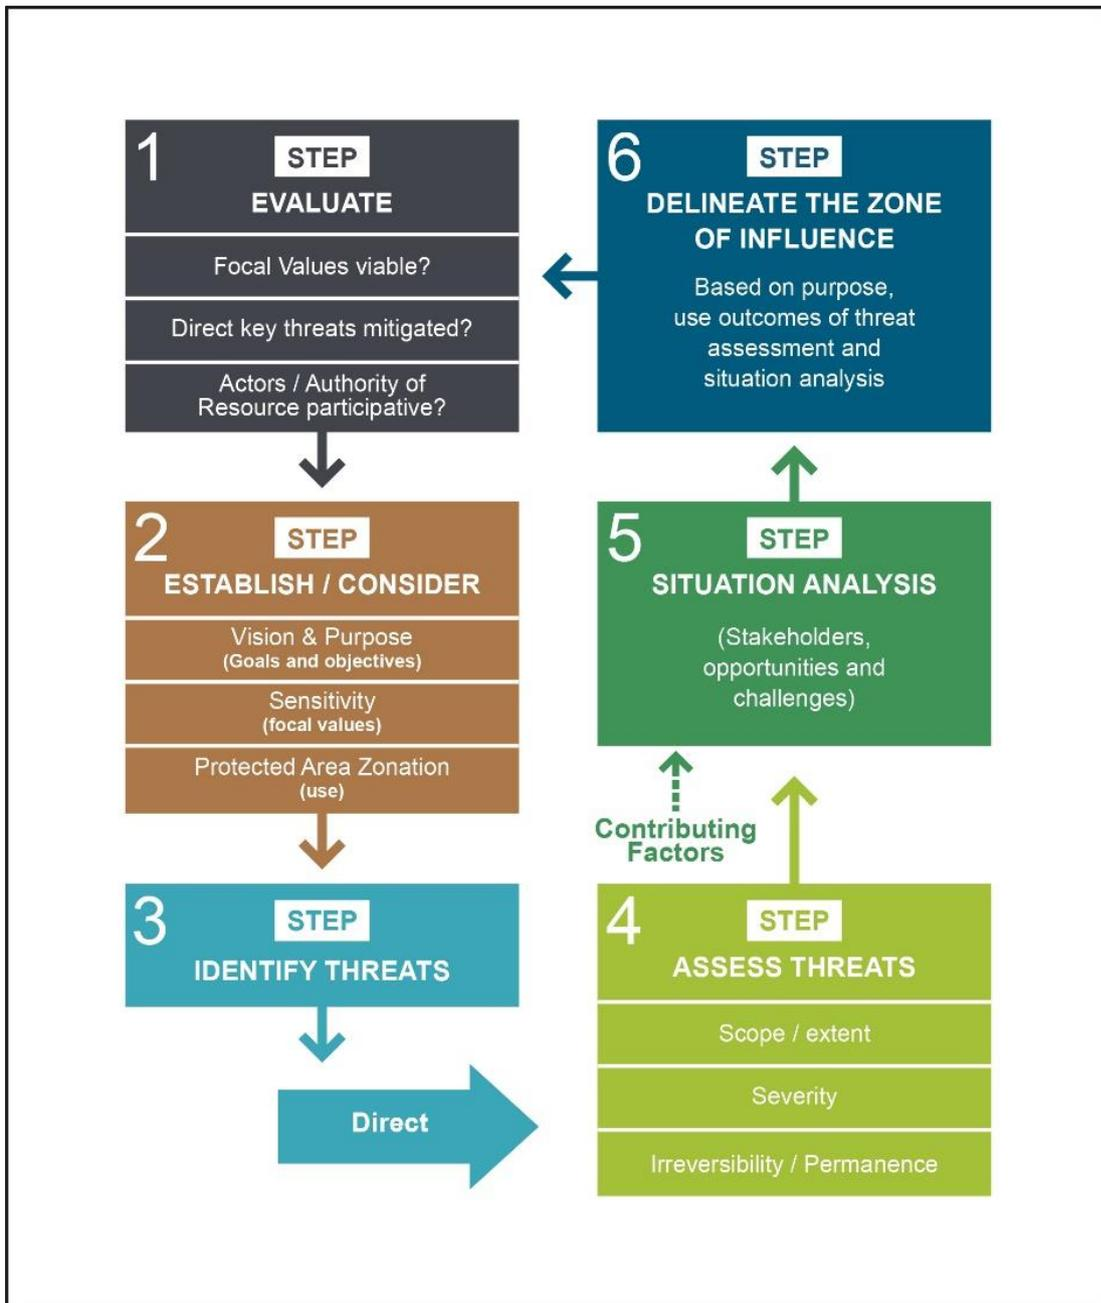 1
STEP
EVALUATE
Focal Values viable?
Direct key threats mitigated?
Actors / Authority of
Resource participative?
2
STEP
ESTABLISH / CONSIDER
Vision & Purpose
(Goals and objectives)
Sensitivity
(focal values)
Protected Area Zonation
(use)
3
STEP
IDENTIFY THREATS
Direct
4
STEP
ASSESS THREATS
Scope / extent
Severity
Irreversibility / Permanence
Contributing
Factors
5
STEP
SITUATION ANALYSIS
(Stakeholders,
opportunities and
challenges)
6
STEP
DELINEATE THE ZONE
OF INFLUENCE
Based on purpose,
use outcomes of threat
assessment and
situation analysis